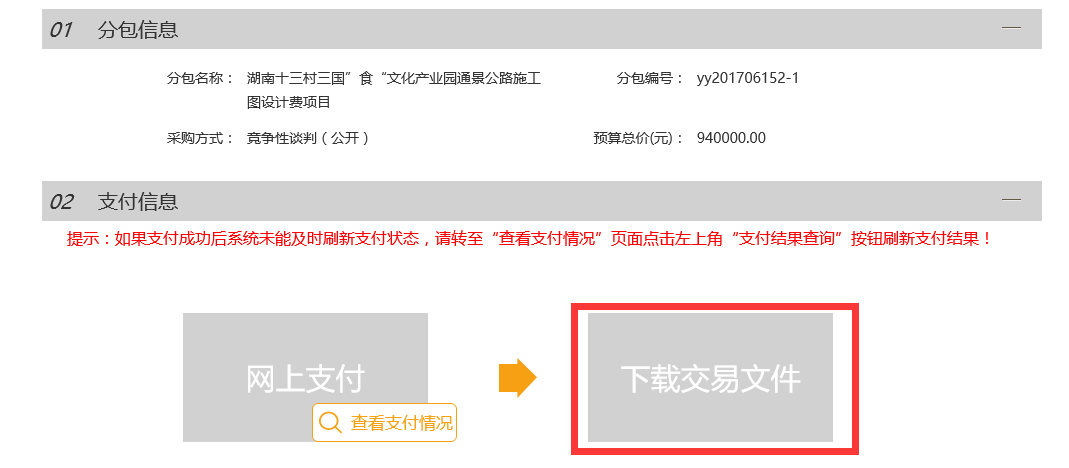 01 分包信息
分包名称： 湖南十三村三国”食“文化产业园通景公路施工 分包编号： yy201706152-1
图设计费项目
采购方式： 竞争性谈判（公开） 预算总价(元)： 940000.00
02 支付信息
提示：如果支付成功后系统未能及时刷新支付状态，请转至“查看支付情况”页面点击左上角“支付结果查询”按钮刷新支付结果！
网上支付 下载交易文件
查看支付情况